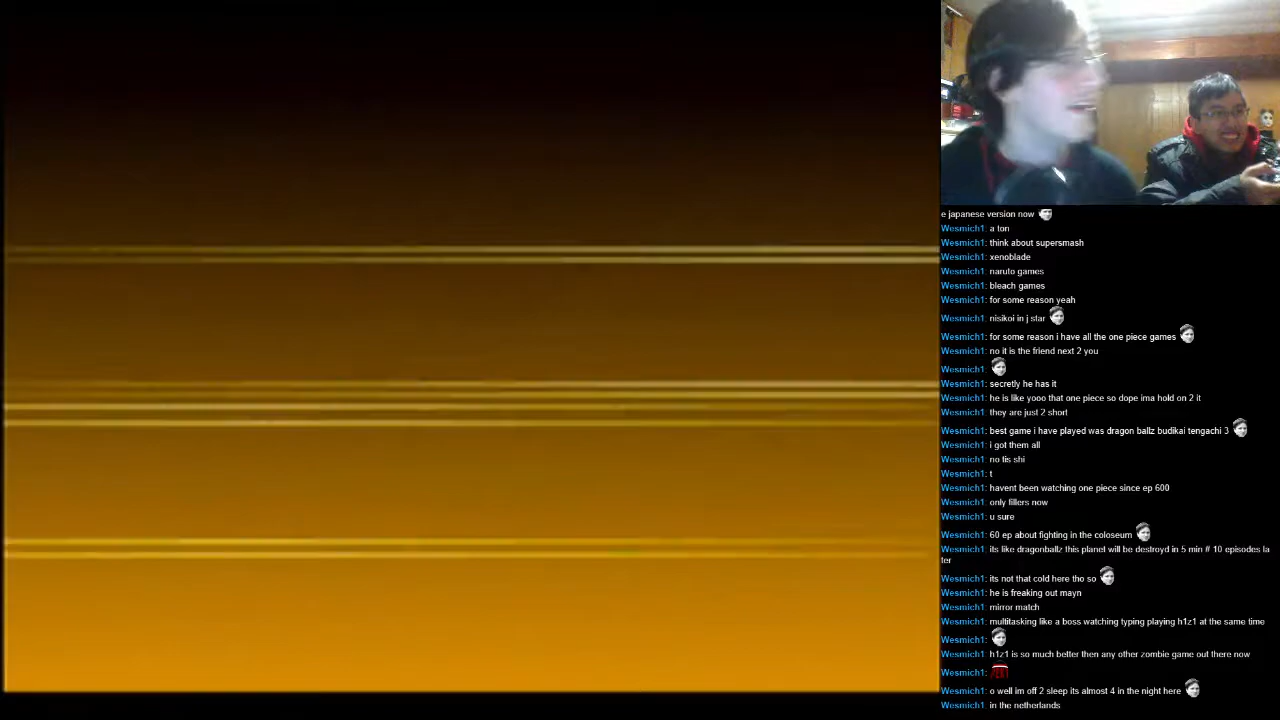 e japanese version now
Wesmich1: a ton
Wesmich1: think about supersmash
Wesmich1: xenoblade
Wesmich1: naruto games
Wesmich1: bleach games
Wesmich1: for some reason yeah
Wesmich1: nisikoi in j star
Wesmich1: for some reason i have all the one piece games
Wesmich1: no it is the friend next 2 you
Wesmich1:
Wesmich1: secretly he has it
Wesmich1: he is like yooo that one piece so dope ima hold on 2 it
Wesmich1: they are just 2 short
Wesmich1: best game i have played was dragon ballz budikai tengachi 3
Wesmich1: i got them all
Wesmich1: no tis shi
Wesmich1: t
Wesmich1: havent been watching one piece since ep 600
Wesmich1: only fillers now
Wesmich1: u sure
Wesmich1: 60 ep about fighting in the coloseum
Wesmich1: its like dragonballz this planet will be destroyd in 5 min # 10 episodes la
ter
Wesmich1: its not that cold here tho so
Wesmich1: he is freaking out mayn
Wesmich1: mirror match
Wesmich1: multitasking like a boss watching typing playing h1z1 at the same time
Wesmich1:
Wesmich1: h1z1 is so much better then any other zombie game out there now
Wesmich1:
Wesmich1: o well im off 2 sleep its almost 4 in the night here
Wesmich1: in the netherlands